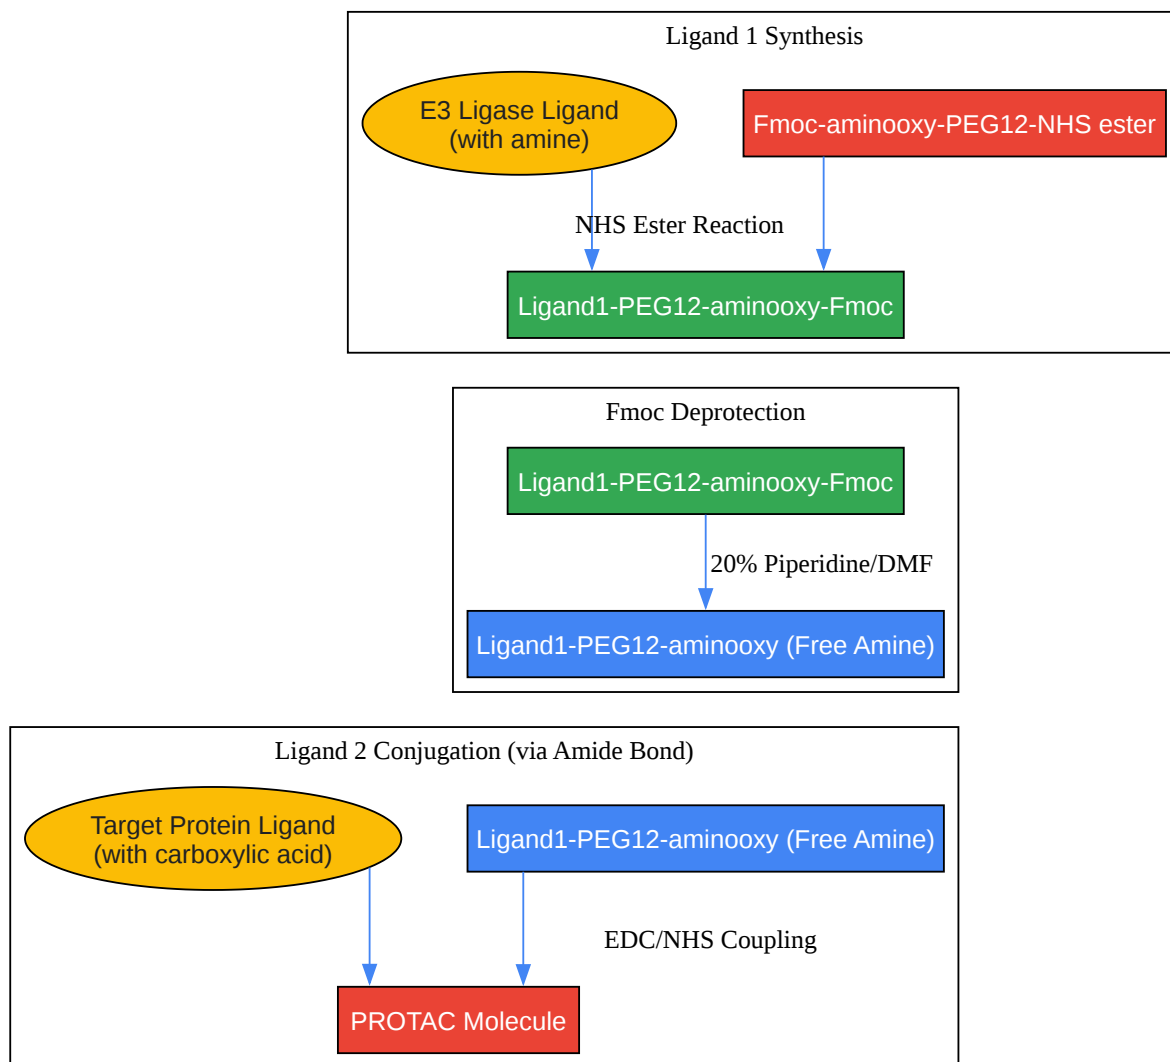 Ligand 1 Synthesis
E3 Ligase Ligand
(with amine)
Fmoc-aminooxy-PEG12-NHS ester
NHS Ester Reaction
Ligand1-PEG12-aminooxy-Fmoc
Fmoc Deprotection
Ligand1-PEG12-aminooxy-Fmoc
20% Piperidine/DMF
Ligand1-PEG12-aminooxy (Free Amine)
Ligand 2 Conjugation (via Amide Bond)
Target Protein Ligand
(with carboxylic acid)
Ligand1-PEG12-aminooxy (Free Amine)
EDC/NHS Coupling
PROTAC Molecule